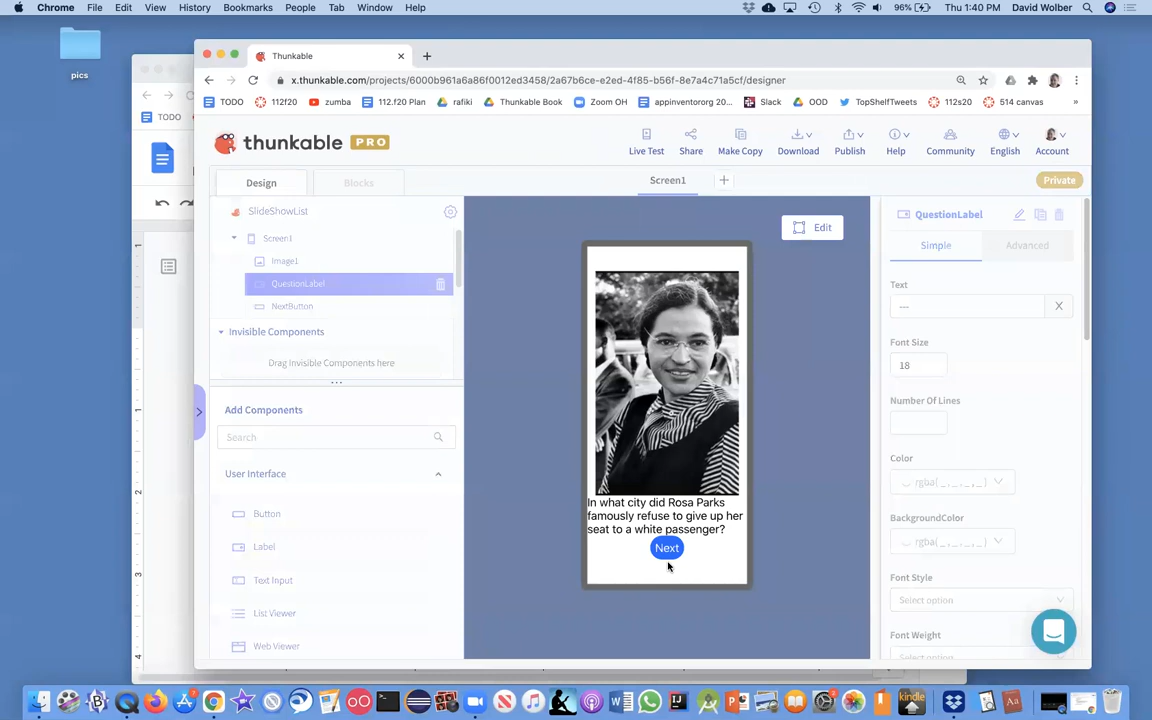 Chrome File Edit View History Bookmarks People Tab Window Help
96% Thu 1:40 PM David Wolber
pics
Thunkable
x.thunkable.com/projects/6000b961a6a86f0012ed3458/2a67b6ce-e2ed-4f85-b56f-8e7a4c71a5cf/designer
TODO 112f20 zumba 112.f20 Plan rafiki Thunkable Book Zoom OH appinventorg 20... Slack OOD TopShelfTweets 112s20 514 canvas »
TODO
thunkable PRO
Live Test Share Make Copy Download Publish Help Community English Account
Design Blocks Screen1 + Private
SlideShowList
Screen1
Image1
QuestionLabel
NextButton
Invisible Components
Drag Invisible Components here
Add Components
Search
User Interface
Button
Label
Text Input
List Viewer
Web Viewer
Edit
In what city did Rosa Parks
famously refuse to give up her
seat to a white passenger?
Next
QuestionLabel
Simple Advanced
Text
---
X
Font Size
18
Number Of Lines
Color
rgba( _ , _ , _ , _ )
BackgroundColor
rgba( _ , _ , _ , _ )
Font Style
Select option
Font Weight
Select option